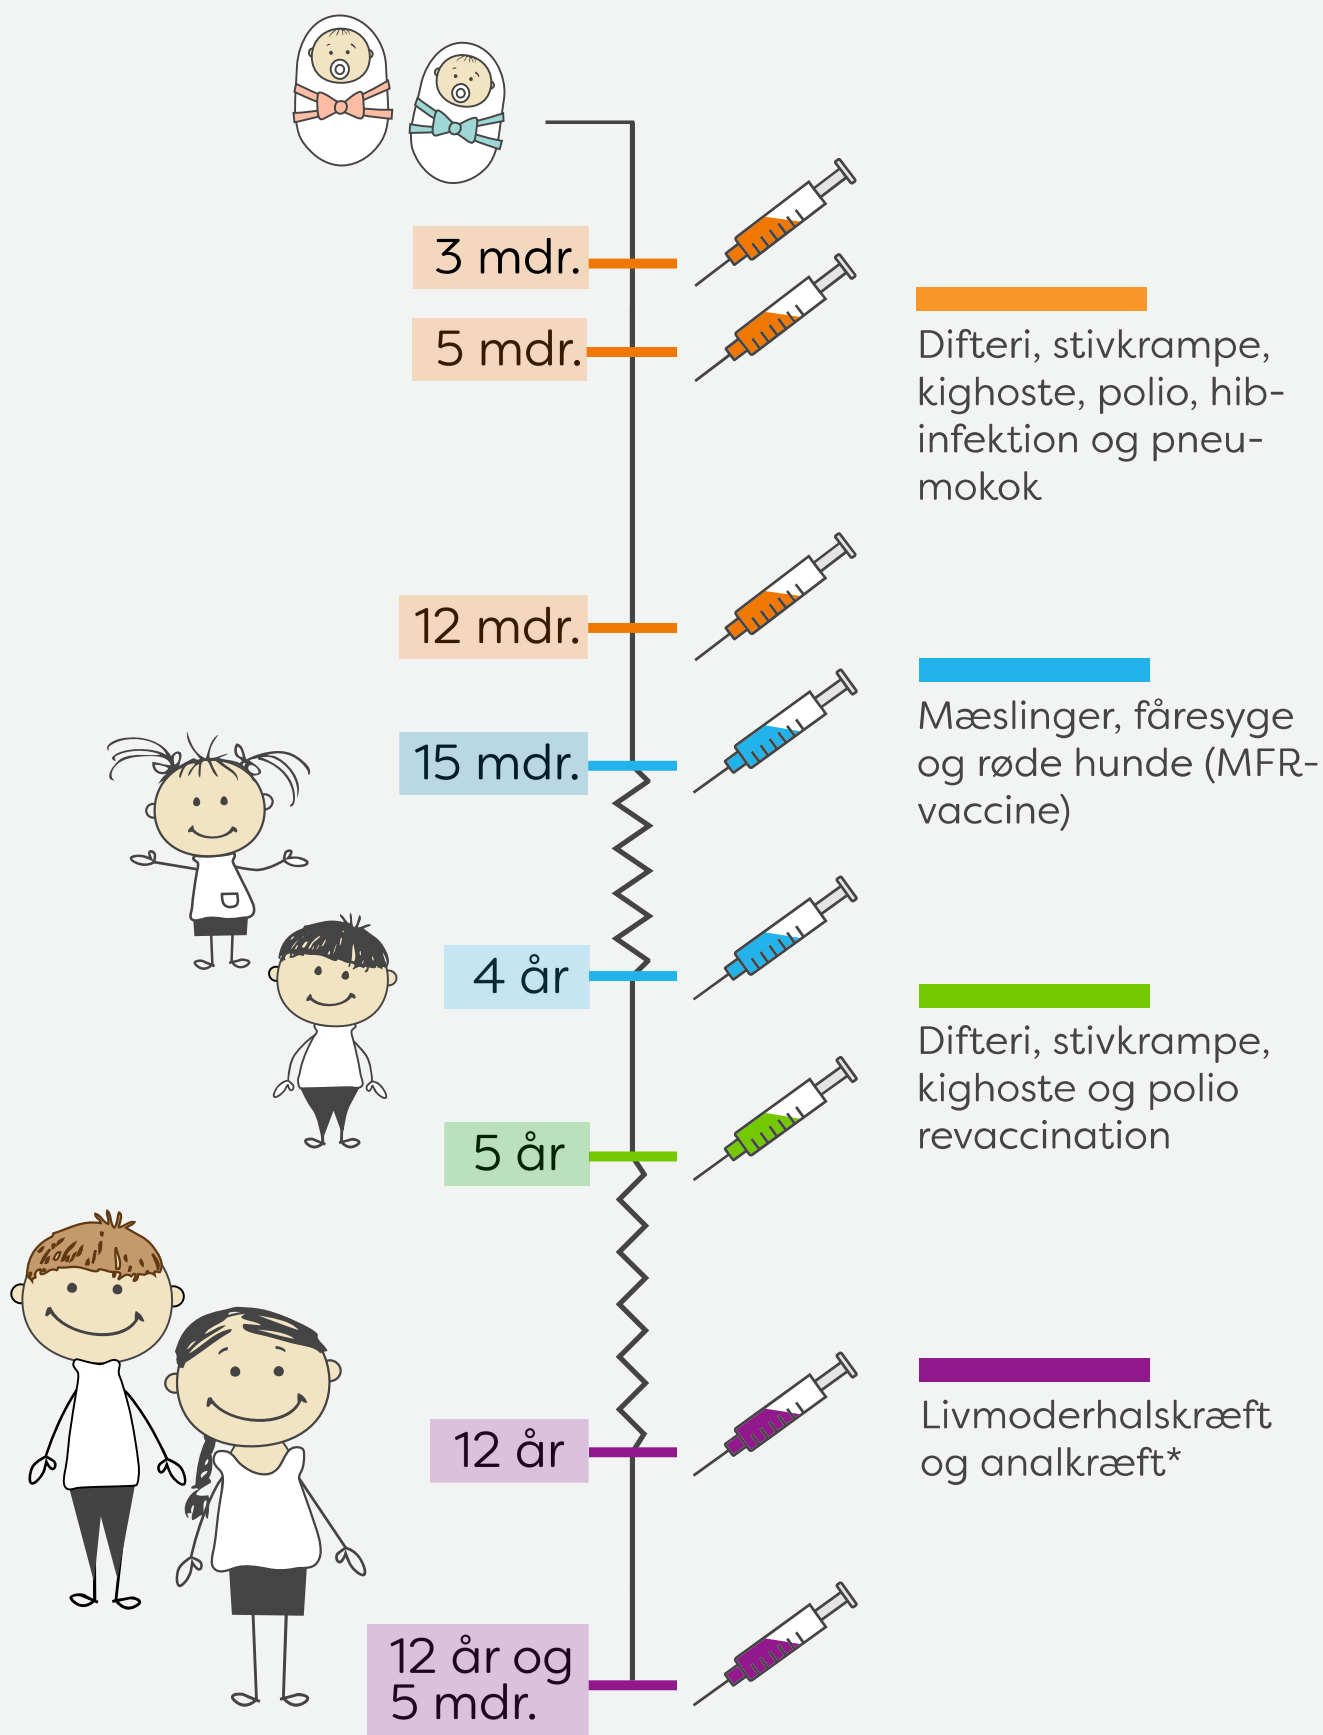 3 mdr.
5 mdr.
Difteri, stivkrampe,
kighoste, polio, hib-
infektion og pneu-
mokok
12 mdr.
15 mdr.
Mæslinger, fåresyge
og røde hunde (MFR-
vaccine)
4 år
Difteri, stivkrampe,
kighoste og polio
revaccination
5 år
12 år
Livmoderhalskræft
og analkræft*
12 år og
5 mdr.